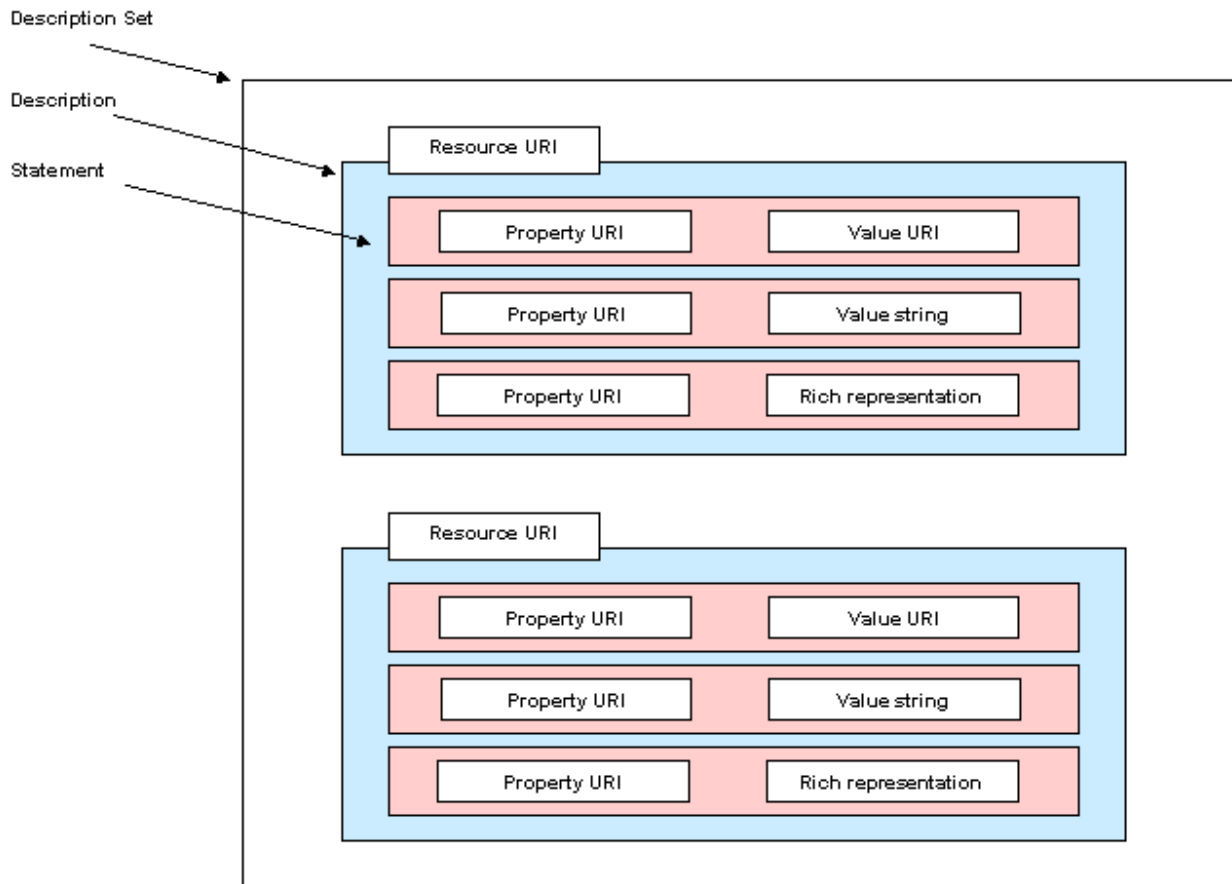 Description Set
Description
Statement
Resource URI
Property URI Value URI
Property URI Value string
Property URI Rich representation
Resource URI
Property URI Value URI
Property URI Value string
Property URI Rich representation